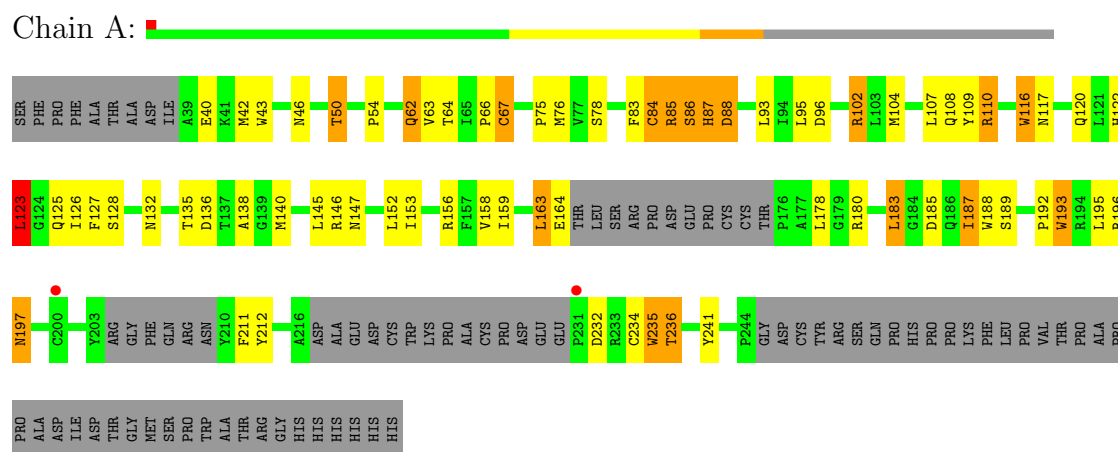 Chain A:
SER PHE PRO PHE ALA THR ALA ASP ILE A39 E40 K41 M42 W43 N46 T50 P54 Q62 V63 T64 I65 P66 C67 P75 M76 V77 S78 F83 C84 R85 S86 H87 D88 L93 I94 L95 D96 R102 L103 M104 L107 Q108 Y109 R110 W116 N117 Q120 L121 H122
L123 G124 Q125 I126 F127 S128 N132 T135 D136 T137 A138 G139 M140 L145 R146 N147 L152 I153 R156 F157 V158 I159 L163 E164 THR LEU SER ARG PRO ASP GLU PRO CYS CYS THR P176 A177 L178 G179 R180 L183 G184 D185 Q186 I187 W188 S189 P192 W193 R194 L195
N197 C200 Y203 ARG GLY PHE GLN ARG ASN Y210 F211 Y212 A216 ASP ALA GLU ASP CYS TRP LYS PRO ALA CYS PRO ASP GLU GLU P231 D232 R233 C234 W235 T236 Y241 P244 GLY ASP CYS TYR ARG SER GLN PRO HIS PRO PRO LYS PHE LEU PRO VAL THR PRO ALA PRO
PRO ALA ASP ILE ASP THR GLY MET SER PRO TRP ALA THR ARG GLY HIS HIS HIS HIS HIS HIS